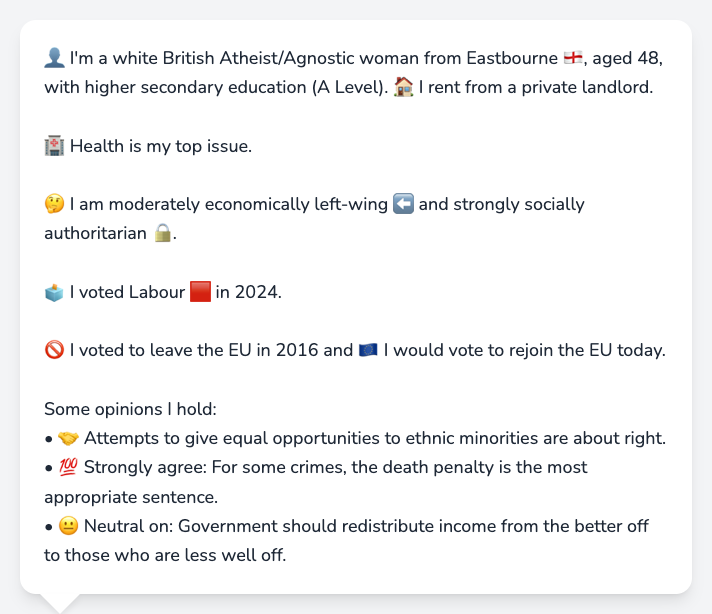 👤 I'm a white British Atheist/Agnostic woman from Eastbourne 🏴󠁧󠁢󠁥󠁮󠁧󠁿, aged 48,
with higher secondary education (A Level). 🏠 I rent from a private landlord.
🏥 Health is my top issue.
🤔 I am moderately economically left-wing ⬅️ and strongly socially
authoritarian 🔒.
🗳️ I voted Labour 🟥 in 2024.
🚫 I voted to leave the EU in 2016 and 🇪🇺 I would vote to rejoin the EU today.
Some opinions I hold:
• 🤝 Attempts to give equal opportunities to ethnic minorities are about right.
• 💯 Strongly agree: For some crimes, the death penalty is the most
appropriate sentence.
• 😐 Neutral on: Government should redistribute income from the better off
to those who are less well off.